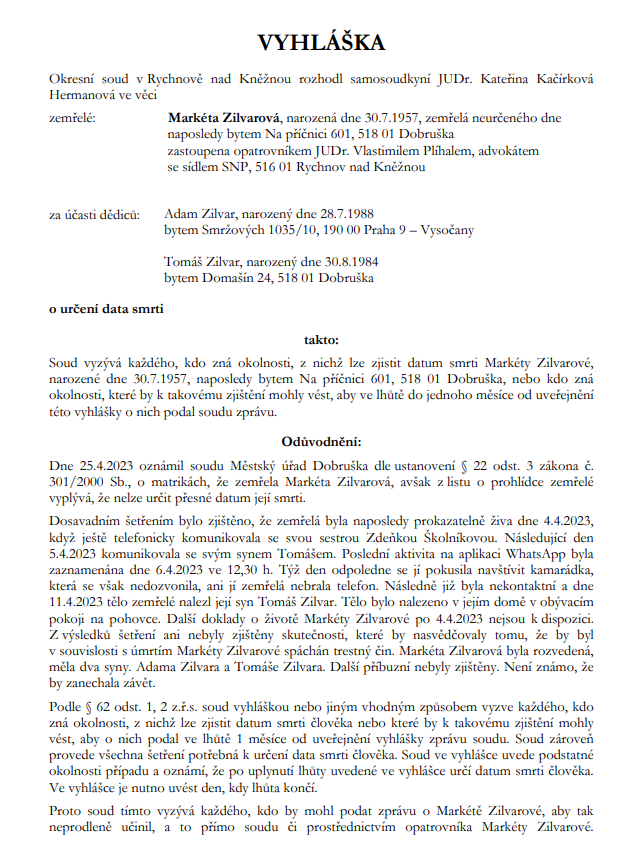 VYHLÁŠKA
Okresní soud v Rychnově nad Kněžnou rozhodl samosoudkyní JUDr. Kateřina Kačírková
Hermanová ve věci
zemřelé: Markéta Zilvarová, narozená dne 30.7.1957, zemřelá neurčeného dne
naposledy bytem Na příčnici 601, 518 01 Dobruška
zastoupena opatrovníkem JUDr. Vlastimilem Plíhalem, advokátem
se sídlem SNP, 516 01 Rychnov nad Kněžnou
za účasti dědiců: Adam Zilvar, narozený dne 28.7.1988
bytem Smržových 1035/10, 190 00 Praha 9 – Vysočany
Tomáš Zilvar, narozený dne 30.8.1984
bytem Domašín 24, 518 01 Dobruška
o určení data smrti
takto:
Soud vyzývá každého, kdo zná okolnosti, z nichž lze zjistit datum smrti Markéty Zilvarové,
narozené dne 30.7.1957, naposledy bytem Na příčnici 601, 518 01 Dobruška, nebo kdo zná
okolnosti, které by k takovému zjištění mohly vést, aby ve lhůtě do jednoho měsíce od uveřejnění
této vyhlášky o nich podal soudu zprávu.
Odůvodnění:
Dne 25.4.2023 oznámil soudu Městský úřad Dobruška dle ustanovení § 22 odst. 3 zákona č.
301/2000 Sb., o matrikách, že zemřela Markéta Zilvarová, avšak z listu o prohlídce zemřelé
vyplývá, že nelze určit přesné datum její smrti.
Dosavadním šetřením bylo zjištěno, že zemřelá byla naposledy prokazatelně živa dne 4.4.2023,
když ještě telefonicky komunikovala se svou sestrou Zdeňkou Školníkovou. Následující den
5.4.2023 komunikovala se svým synem Tomášem. Poslední aktivita na aplikaci WhatsApp byla
zaznamenána dne 6.4.2023 ve 12,30 h. Týž den odpoledne se jí pokusila navštívit kamarádka,
která se však nedozvonila, ani jí zemřelá nebrala telefon. Následně již byla nekontaktní a dne
11.4.2023 tělo zemřelé nalezl její syn Tomáš Zilvar. Tělo bylo nalezeno v jejím domě v obývacím
pokoji na pohovce. Další doklady o životě Markéty Zilvarové po 4.4.2023 nejsou k dispozici.
Z výsledků šetření ani nebyly zjištěny skutečnosti, které by nasvědčovaly tomu, že by byl
v souvislosti s úmrtím Markéty Zilvarové spáchán trestný čin. Markéta Zilvarová byla rozvedená,
měla dva syny. Adama Zilvara a Tomáše Zilvara. Další příbuzní nebyly zjištěny. Není známo, že
by zanechala závět.
Podle § 62 odst. 1, 2 z.ř.s. soud vyhláškou nebo jiným vhodným způsobem vyzve každého, kdo
zná okolnosti, z nichž lze zjistit datum smrti člověka nebo které by k takovému zjištění mohly
vést, aby o nich podal ve lhůtě 1 měsíce od uveřejnění vyhlášky zprávu soudu. Soud zároveň
provede všechna šetření potřebná k určení data smrti člověka. Soud ve vyhlášce uvede podstatné
okolnosti případu a oznámí, že po uplynutí lhůty uvedené ve vyhlášce určí datum smrti člověka.
Ve vyhlášce je nutno uvést den, kdy lhůta končí.
Proto soud tímto vyzývá každého, kdo by mohl podat zprávu o Markétě Zilvarové, aby tak
neprodleně učinil, a to přímo soudu či prostřednictvím opatrovníka Markéty Zilvarové.